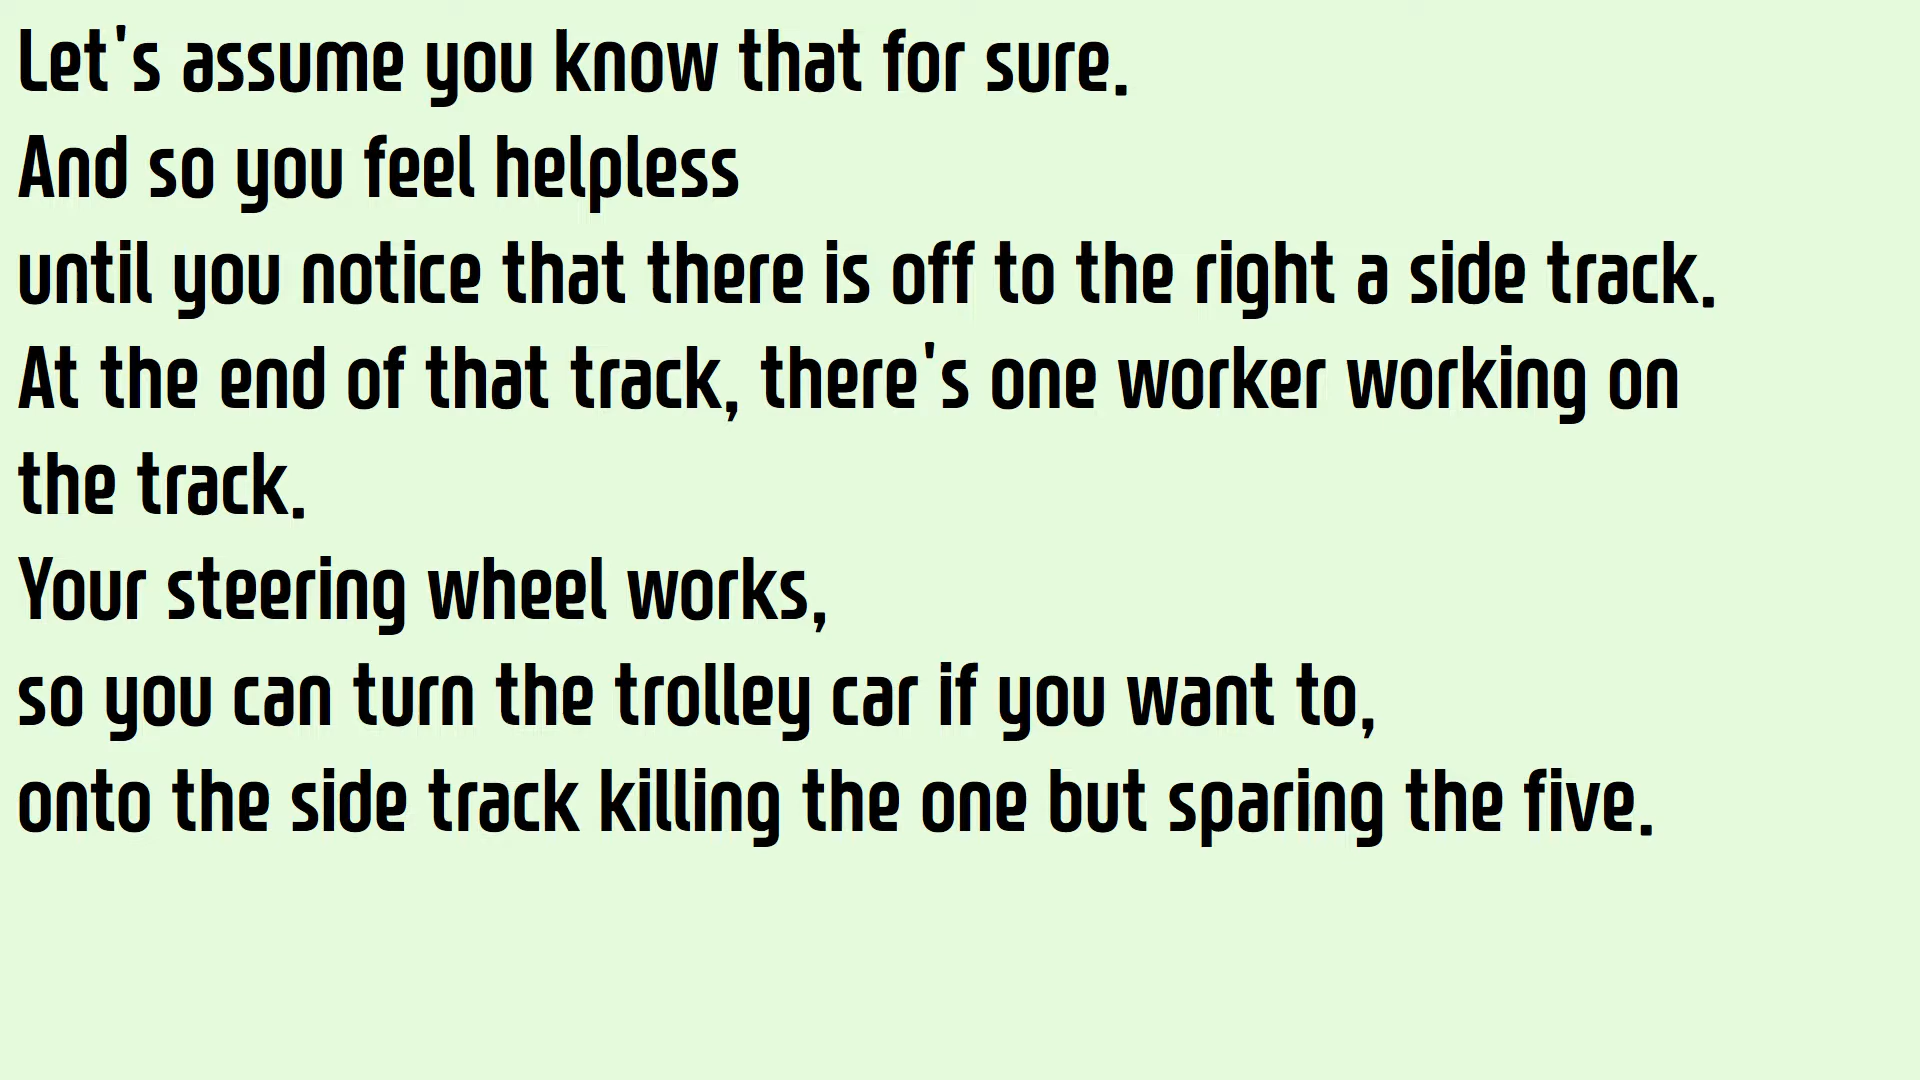 Let's assume you know that for sure.
And so you feel helpless
until you notice that there is off to the right a side track.
At the end of that track, there's one worker working on
the track.
Your steering wheel works,
so you can turn the trolley car if you want to,
onto the side track killing the one but sparing the five.